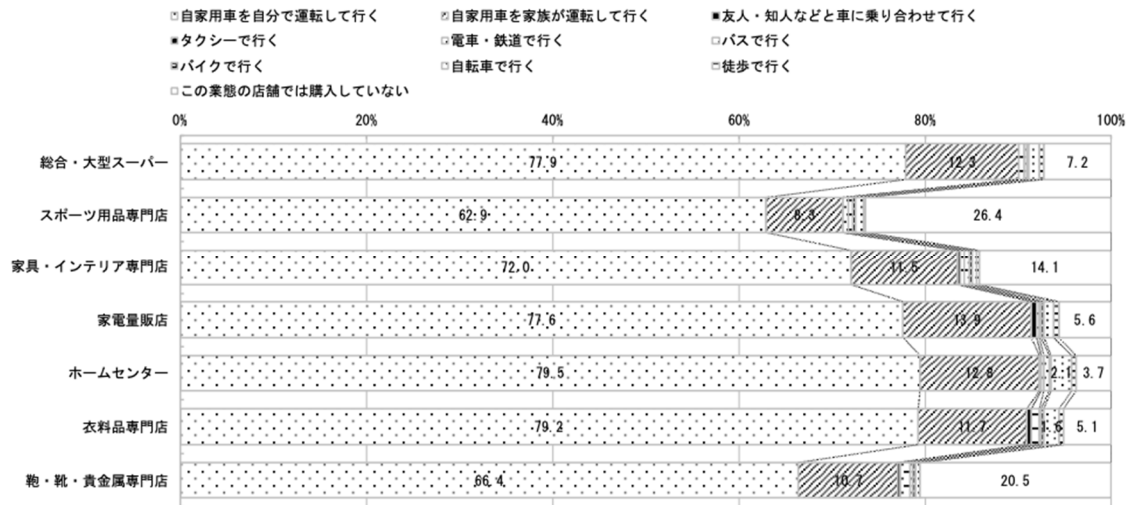 自家用車を自分で運転して行く 自家用車を家族が運転して行く 友人・知人などと車に乗り合わせて行く
タクシーで行く 電車・鉄道で行く バスで行く
バイクで行く 自転車で行く 徒歩で行く
この業態の店舗では購入していない
0% 20% 40% 60% 80% 100%
総合・大型スーパー 77.9 12.3 7.2
スポーツ用品専門店 62.9 8.3 26.4
家具・インテリア専門店 72.0 11.5 14.1
家電量販店 77.6 13.9 5.6
ホームセンター 79.5 12.8 2.1 3.7
衣料品専門店 79.2 11.7 1.6 5.1
鞄・靴・貴金属専門店 66.4 10.7 20.5